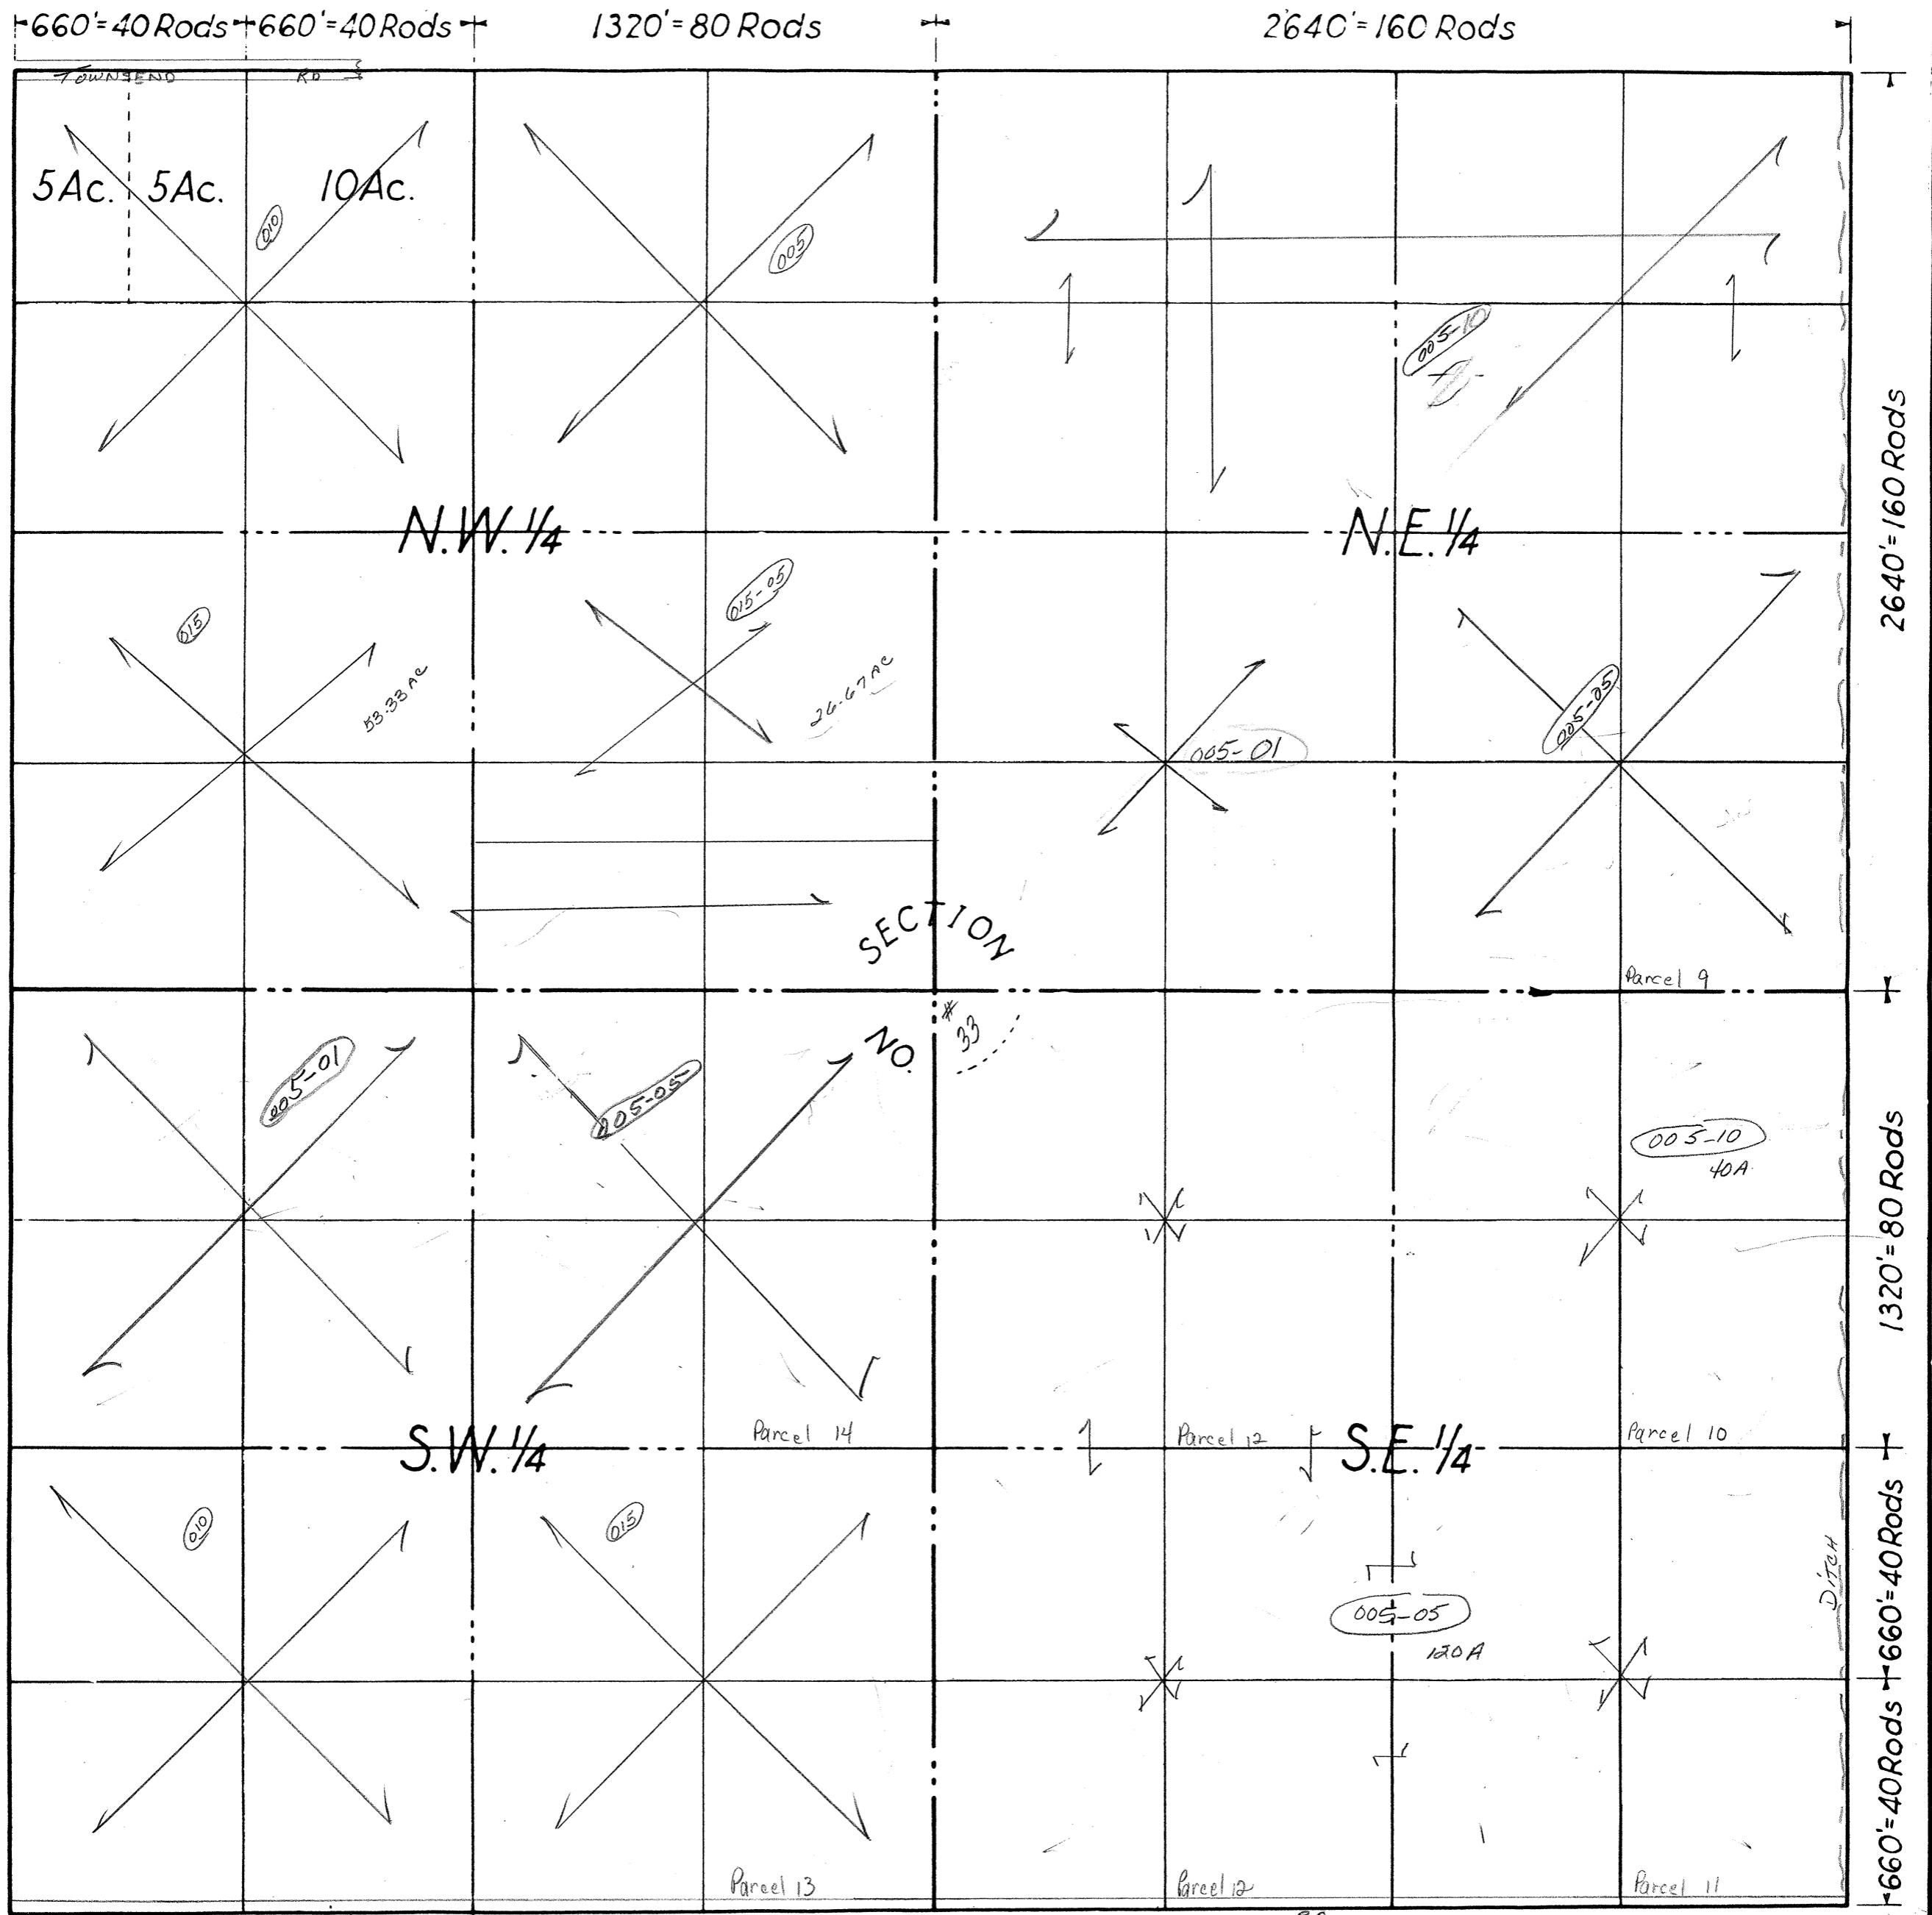 660'=40 Rods 660'=40 Rods 1320'=80 Rods 2640'=160 Rods
TOWNSEND RD
5Ac. 5Ac. 10Ac.
010
005
005-10
N.W. 1/4 N.E. 1/4
2640'=160 Rods
015
015-05
53.33 AC
26.67 AC
005-01
005-05
SECTION
Parcel 9
NO. # 33
005-01
005-05
005-10
40A
1320'=80 Rods
Parcel 14 Parcel 12 Parcel 10
S.W. 1/4 S.E. 1/4
010
015
005-05
120A
DITCH
660'=40 Rods
660'=40 Rods
Parcel 13 Parcel 12 Parcel 11